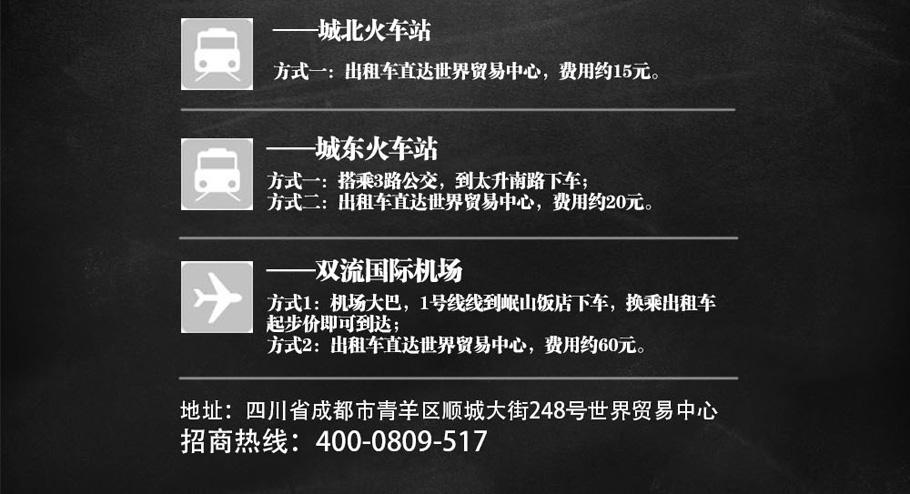 ——城北火车站
方式一：出租车直达世界贸易中心，费用约15元。
——城东火车站
方式一：搭乘3路公交，到太升南路下车；
方式二：出租车直达世界贸易中心，费用约20元。
——双流国际机场
方式1：机场大巴，1号线线到岷山饭店下车，换乘出租车
起步价即可到达；
方式2：出租车直达世界贸易中心，费用约60元。
地址：四川省成都市青羊区顺城大街248号世界贸易中心
招商热线：400-0809-517